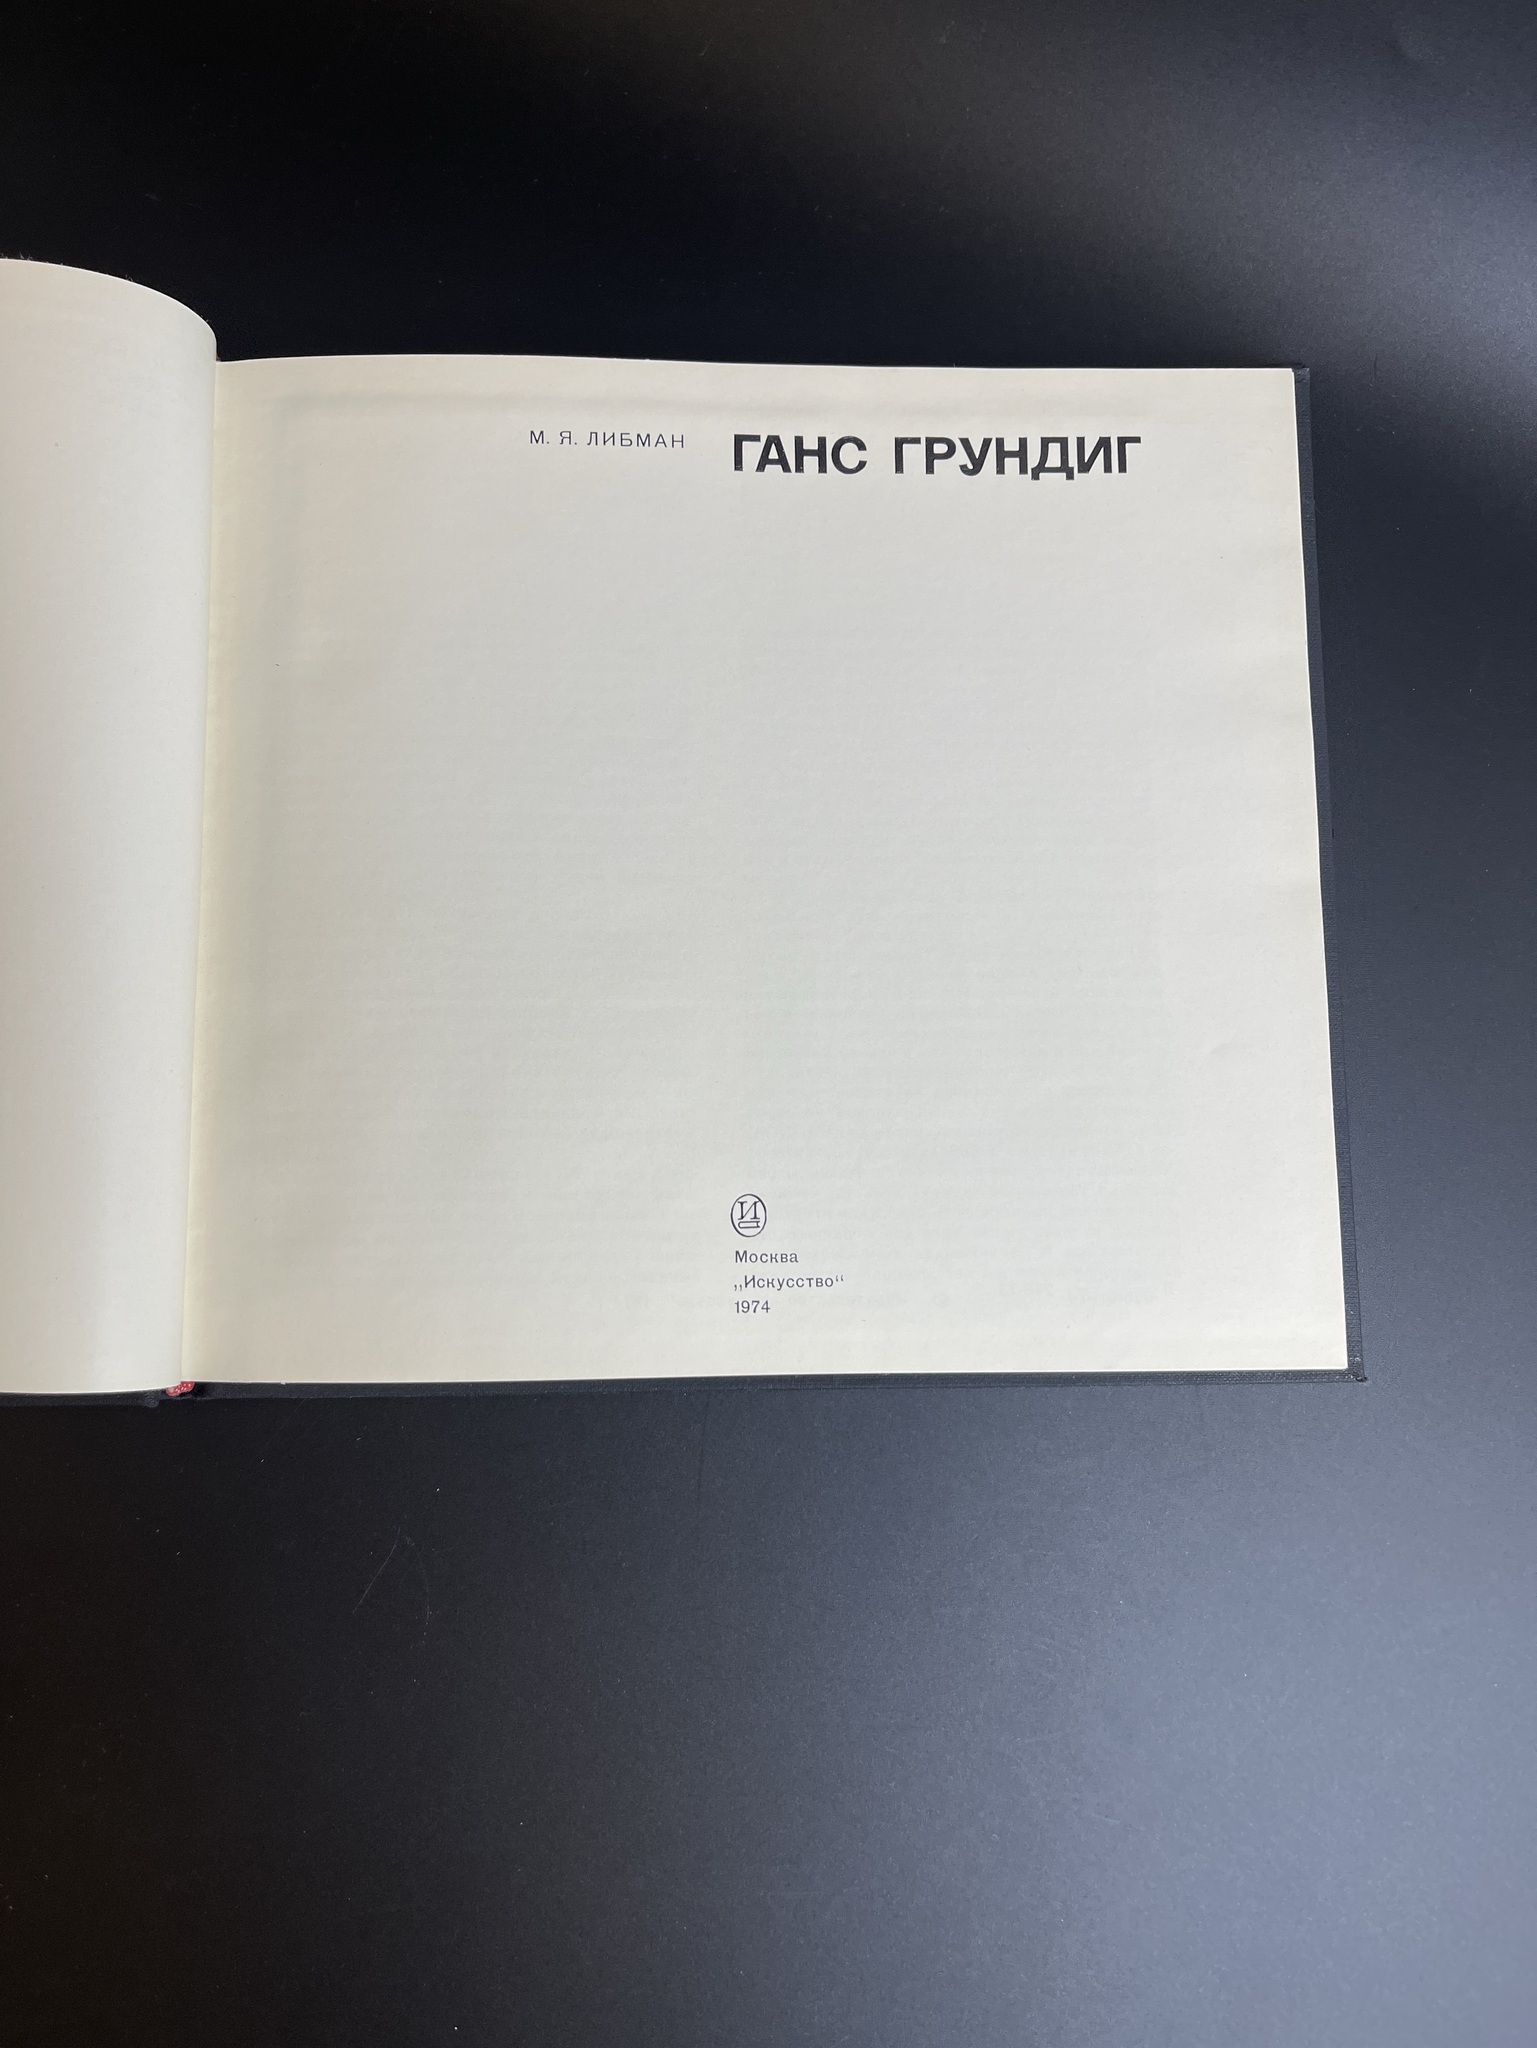 М. Я. ЛИБМАН ГАНС ГРУНДИГ
И
Москва
„Искусство“
1974